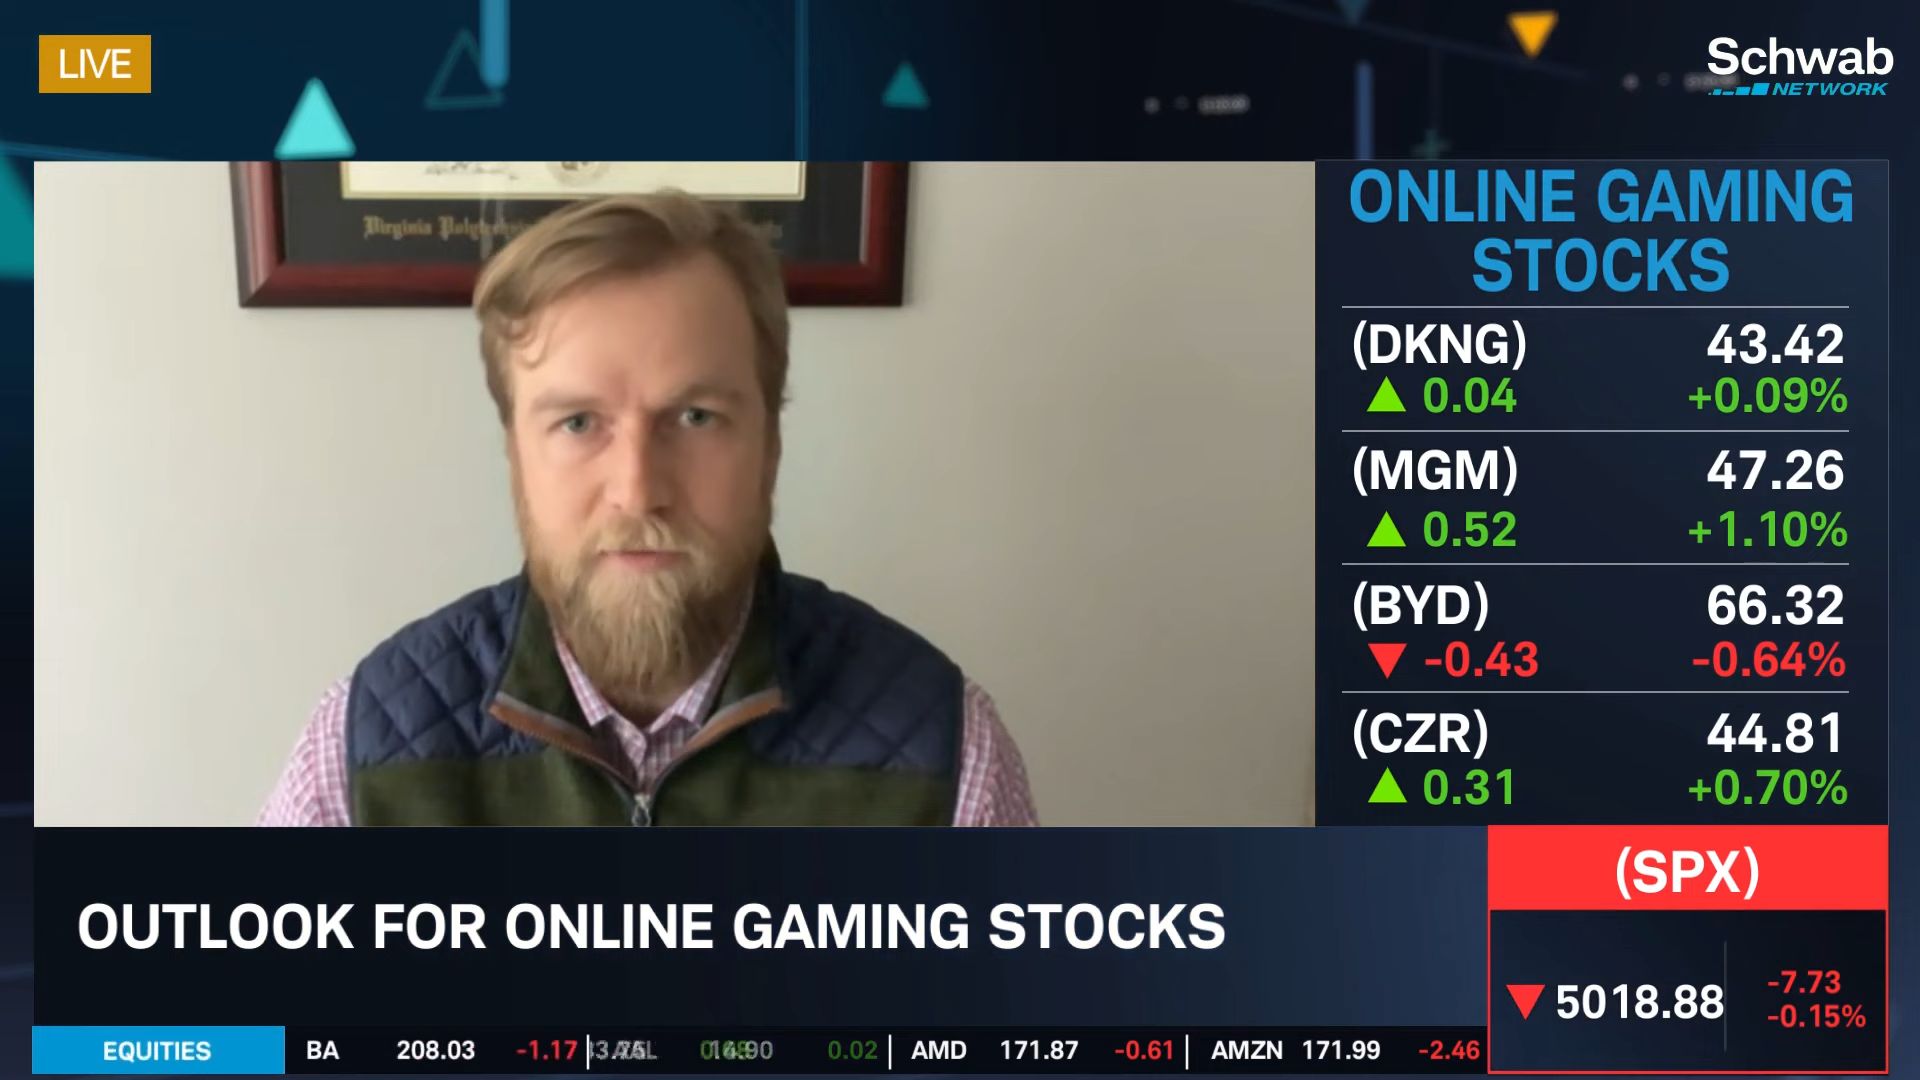 LIVE
Schwab
NETWORK
Virginia
ONLINE GAMING
STOCKS
(DKNG) 43.42
▲ 0.04 +0.09%
(MGM) 47.26
▲ 0.52 +1.10%
(BYD) 66.32
▼ -0.43 -0.64%
(CZR) 44.81
▲ 0.31 +0.70%
OUTLOOK FOR ONLINE GAMING STOCKS
(SPX)
▼ 5018.88
-7.73
-0.15%
EQUITIES BA 208.03 -1.17 0.02 AMD 171.87 -0.61 AMZN 171.99 -2.46